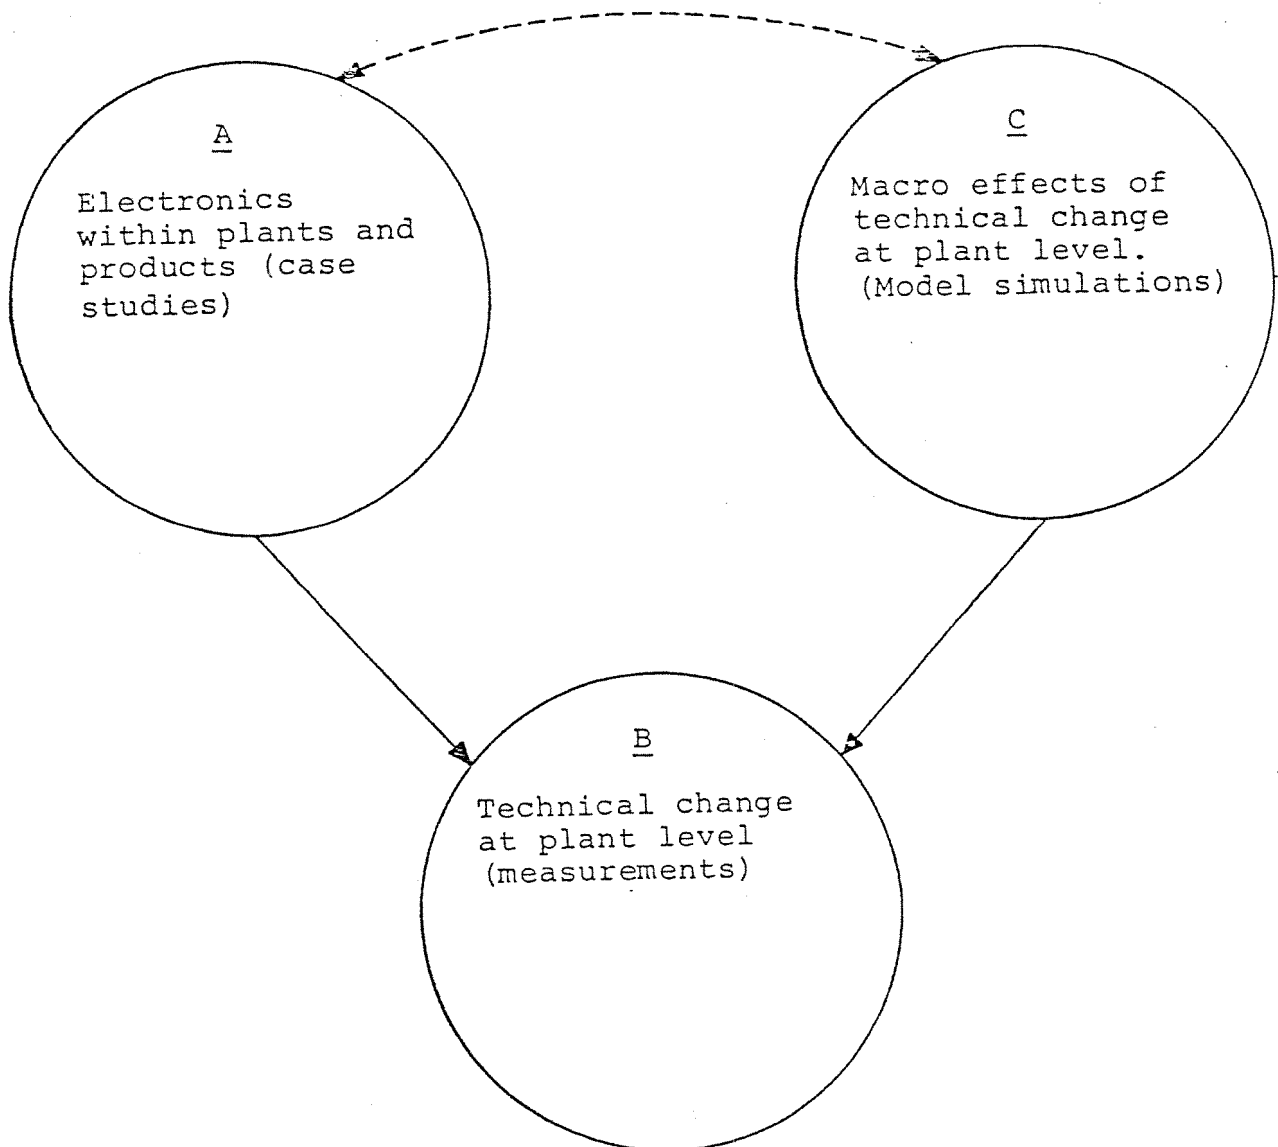 A
Electronics
within plants and
products (case
studies)
C
Macro effects of
technical change
at plant level.
(Model simulations)
B
Technical change
at plant level
(measurements)